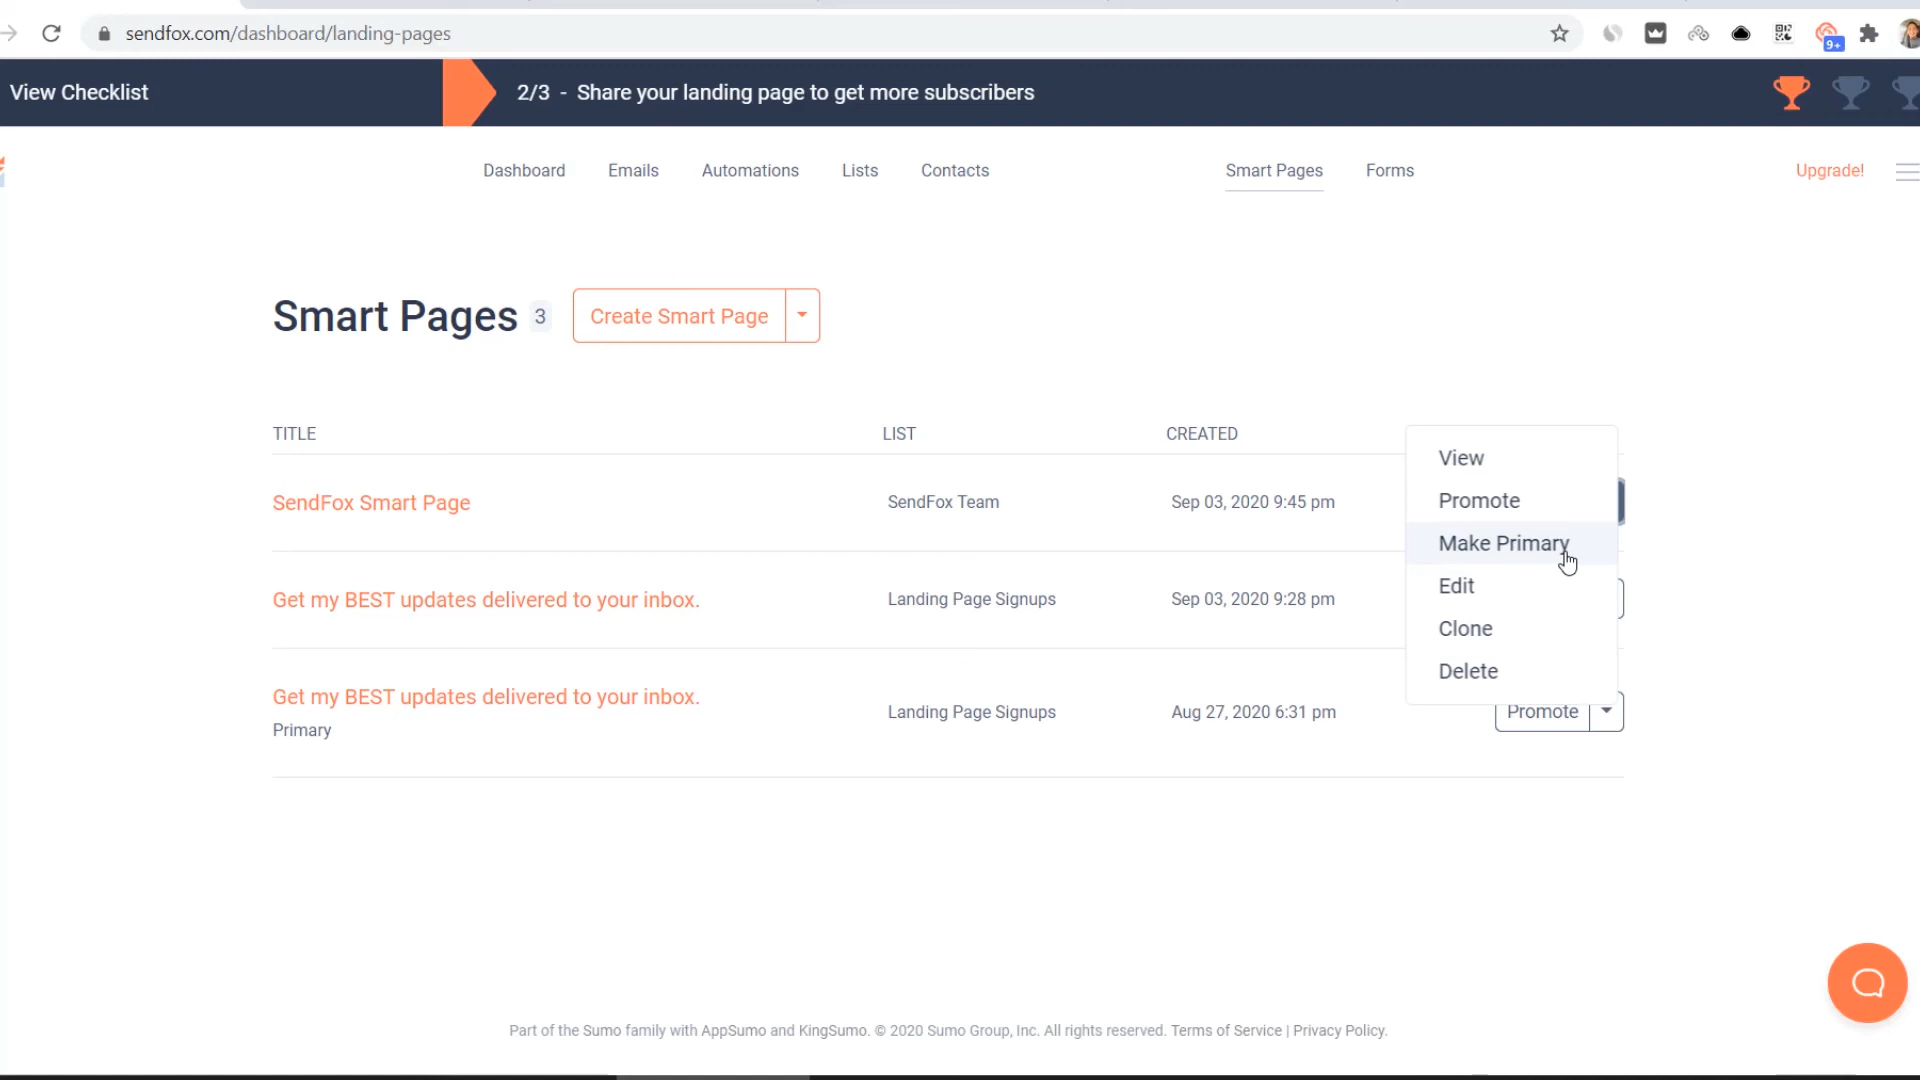 sendfox.com/dashboard/landing-pages
9+
View Checklist
2/3 - Share your landing page to get more subscribers
Dashboard Emails Automations Lists Contacts Smart Pages Forms Upgrade!
Smart Pages 3 Create Smart Page
TITLE LIST CREATED
SendFox Smart Page SendFox Team Sep 03, 2020 9:45 pm
Get my BEST updates delivered to your inbox. Landing Page Signups Sep 03, 2020 9:28 pm
Get my BEST updates delivered to your inbox. Landing Page Signups Aug 27, 2020 6:31 pm Promote
Primary
View
Promote
Make Primary
Edit
Clone
Delete
Part of the Sumo family with AppSumo and KingSumo. © 2020 Sumo Group, Inc. All rights reserved. Terms of Service | Privacy Policy.